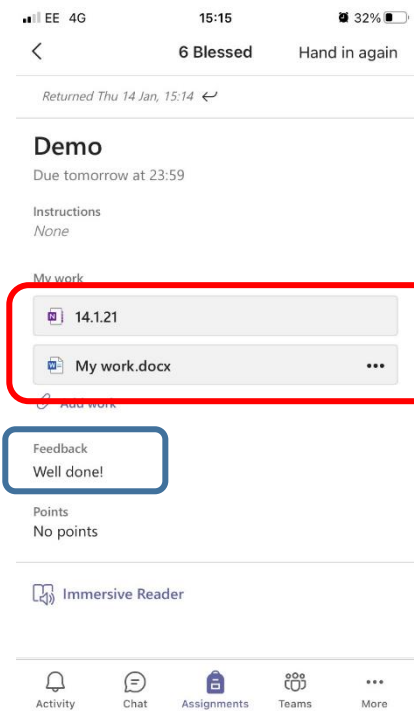 EE 4G 15:15 32%
6 Blessed Hand in again
Returned Thu 14 Jan, 15:14
Demo
Due tomorrow at 23:59
Instructions
None
My work
14.1.21
My work.docx
Add work
Feedback
Well done!
Points
No points
Immersive Reader
Activity Chat Assignments Teams More